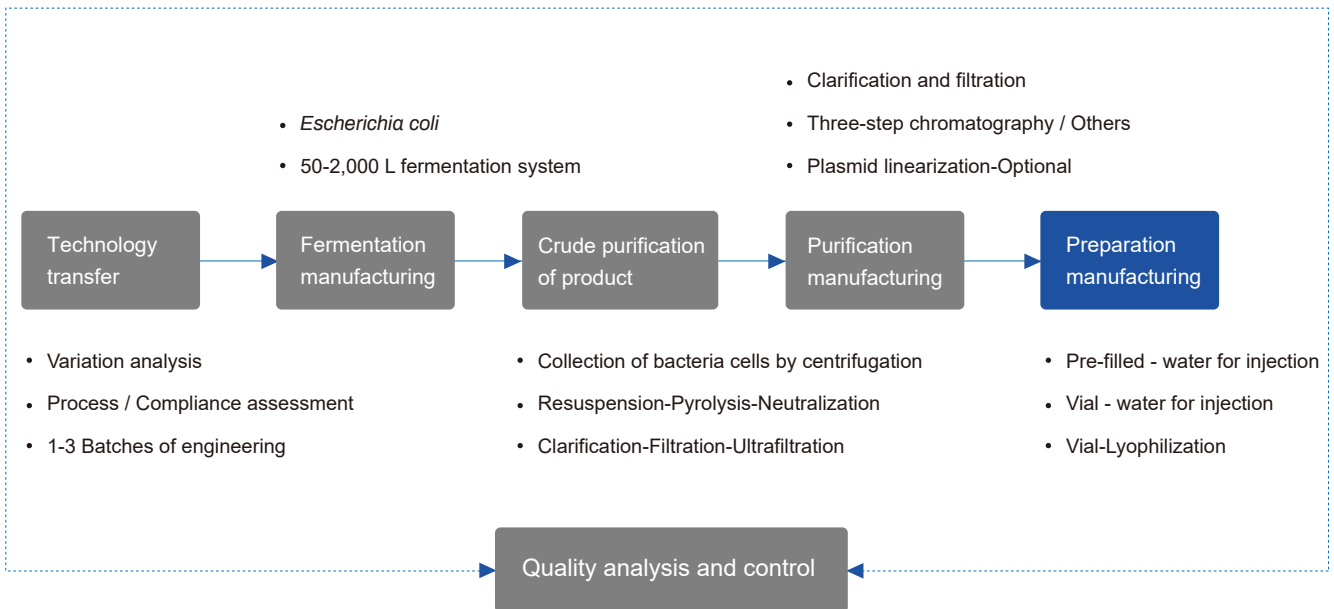 • Clarification and filtration
• Three-step chromatography / Others
• Plasmid linearization-Optional
• Escherichia coli
• 50-2,000 L fermentation system
Technology
transfer
Fermentation
manufacturing
Crude purification
of product
Purification
manufacturing
Preparation
manufacturing
• Variation analysis
• Process / Compliance assessment
• 1-3 Batches of engineering
• Collection of bacteria cells by centrifugation
• Resuspension-Pyrolysis-Neutralization
• Clarification-Filtration-Ultrafiltration
• Pre-filled - water for injection
• Vial - water for injection
• Vial-Lyophilization
Quality analysis and control